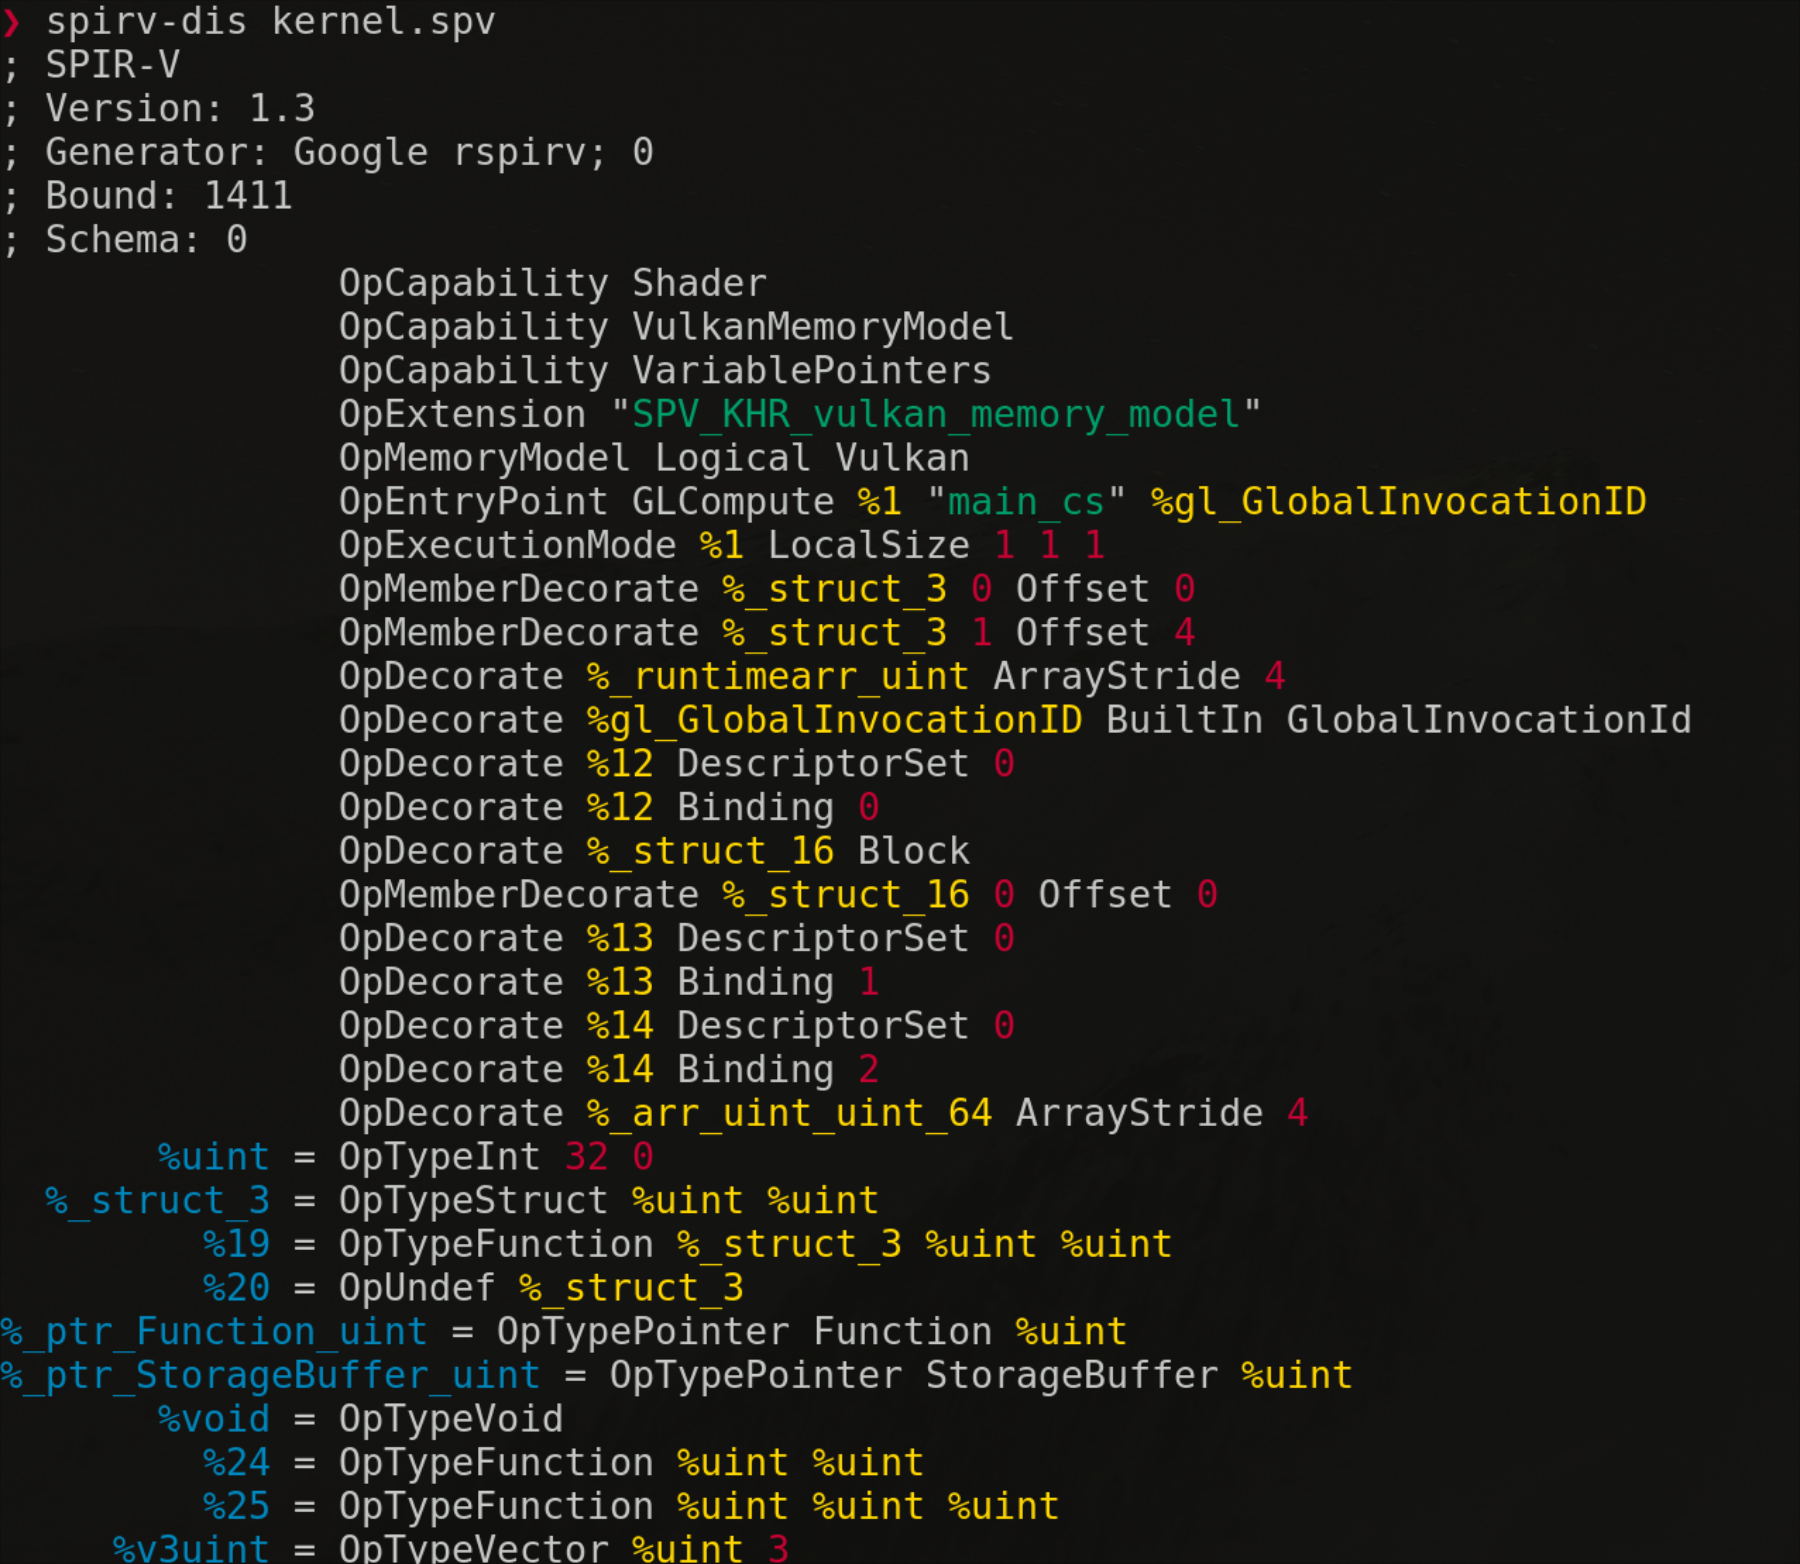 ❯ spirv-dis kernel.spv
; SPIR-V
; Version: 1.3
; Generator: Google rspirv; 0
; Bound: 1411
; Schema: 0
               OpCapability Shader
               OpCapability VulkanMemoryModel
               OpCapability VariablePointers
               OpExtension "SPV_KHR_vulkan_memory_model"
               OpMemoryModel Logical Vulkan
               OpEntryPoint GLCompute %1 "main_cs" %gl_GlobalInvocationID
               OpExecutionMode %1 LocalSize 1 1 1
               OpMemberDecorate %_struct_3 0 Offset 0
               OpMemberDecorate %_struct_3 1 Offset 4
               OpDecorate %_runtimearr_uint ArrayStride 4
               OpDecorate %gl_GlobalInvocationID BuiltIn GlobalInvocationId
               OpDecorate %12 DescriptorSet 0
               OpDecorate %12 Binding 0
               OpDecorate %_struct_16 Block
               OpMemberDecorate %_struct_16 0 Offset 0
               OpDecorate %13 DescriptorSet 0
               OpDecorate %13 Binding 1
               OpDecorate %14 DescriptorSet 0
               OpDecorate %14 Binding 2
               OpDecorate %_arr_uint_uint_64 ArrayStride 4
       %uint = OpTypeInt 32 0
  %_struct_3 = OpTypeStruct %uint %uint
         %19 = OpTypeFunction %_struct_3 %uint %uint
         %20 = OpUndef %_struct_3
%_ptr_Function_uint = OpTypePointer Function %uint
%_ptr_StorageBuffer_uint = OpTypePointer StorageBuffer %uint
       %void = OpTypeVoid
         %24 = OpTypeFunction %uint %uint
         %25 = OpTypeFunction %uint %uint %uint
     %v3uint = OpTypeVector %uint 3